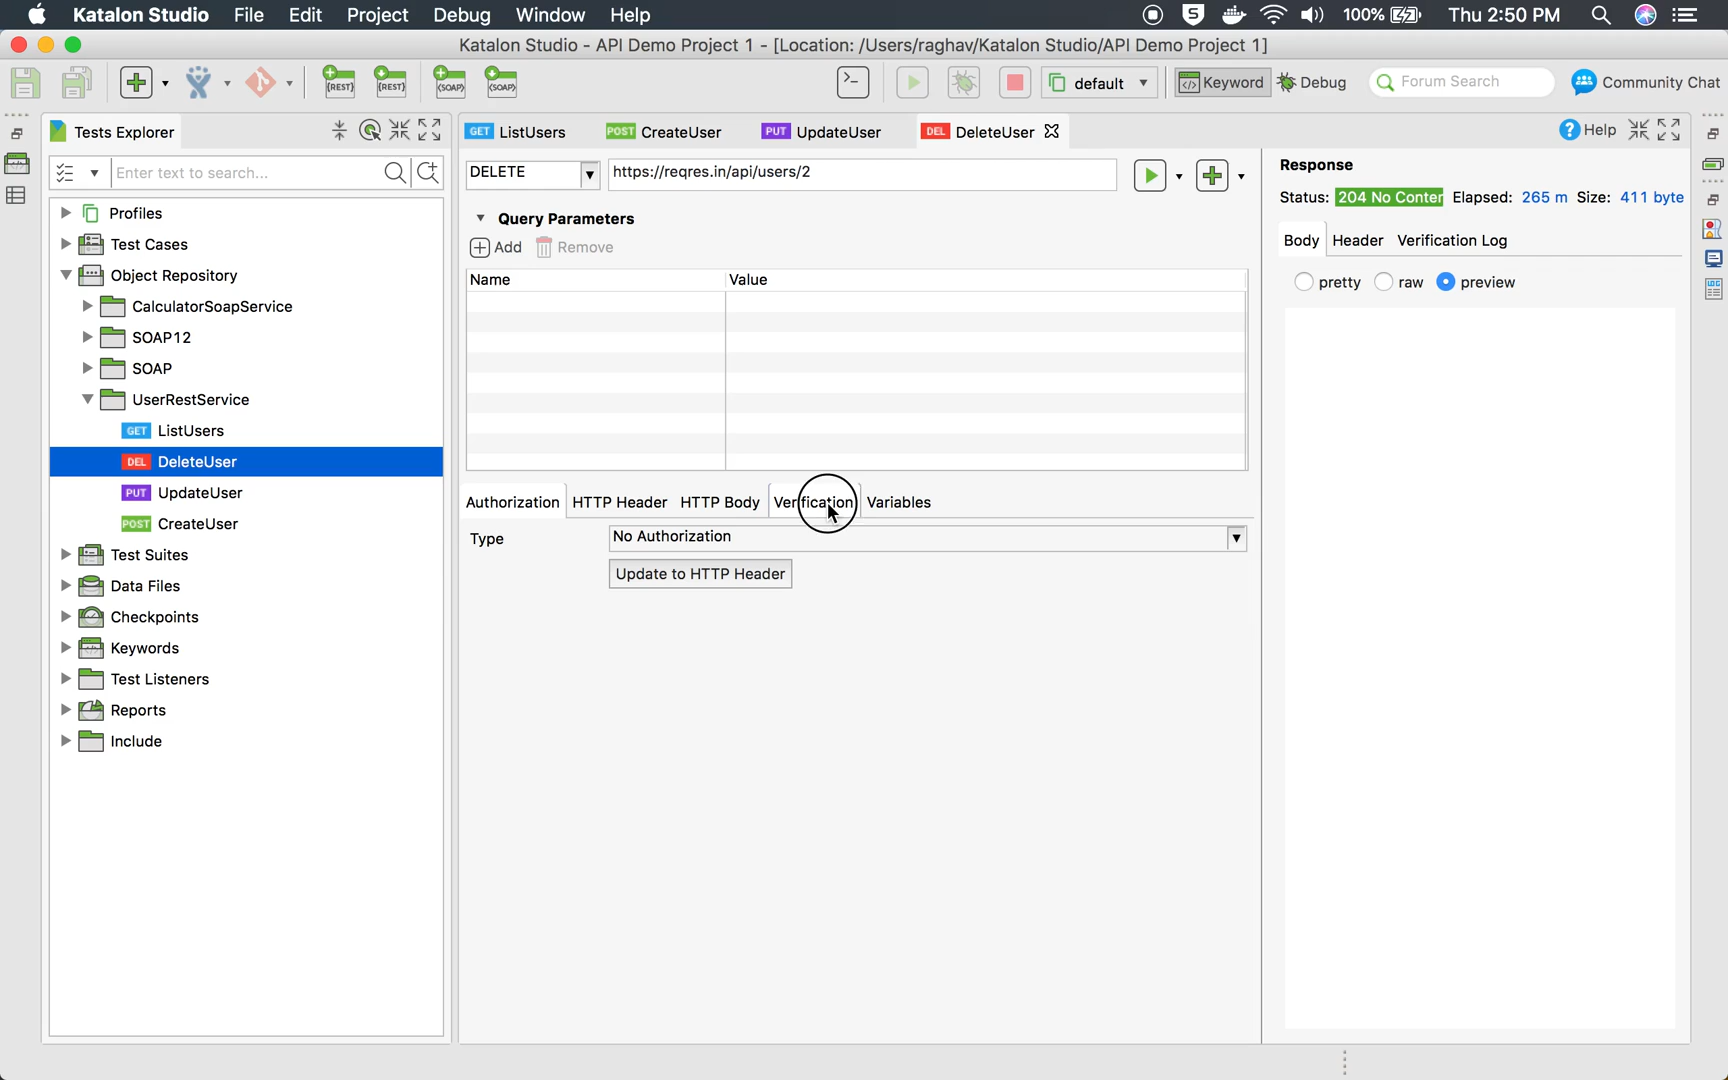 Katalon Studio File Edit Project Debug Window Help
100% Thu 2:50 PM
Katalon Studio - API Demo Project 1 - [Location: /Users/raghav/Katalon Studio/API Demo Project 1]
{REST} {REST} {SOAP} {SOAP} default Keyword Debug Forum Search Community Chat
Tests Explorer
Enter text to search...
Profiles
Test Cases
Object Repository
CalculatorSoapService
SOAP12
SOAP
UserRestService
GET ListUsers
DEL DeleteUser
PUT UpdateUser
POST CreateUser
Test Suites
Data Files
Checkpoints
Keywords
Test Listeners
Reports
Include
GET ListUsers POST CreateUser PUT UpdateUser DEL DeleteUser
Help
DELETE https://reqres.in/api/users/2
Query Parameters
Add Remove
Name Value
Authorization HTTP Header HTTP Body Verification Variables
Type No Authorization
Update to HTTP Header
Response
Status: 204 No Conter Elapsed: 265 m Size: 411 byte
Body Header Verification Log
pretty raw preview